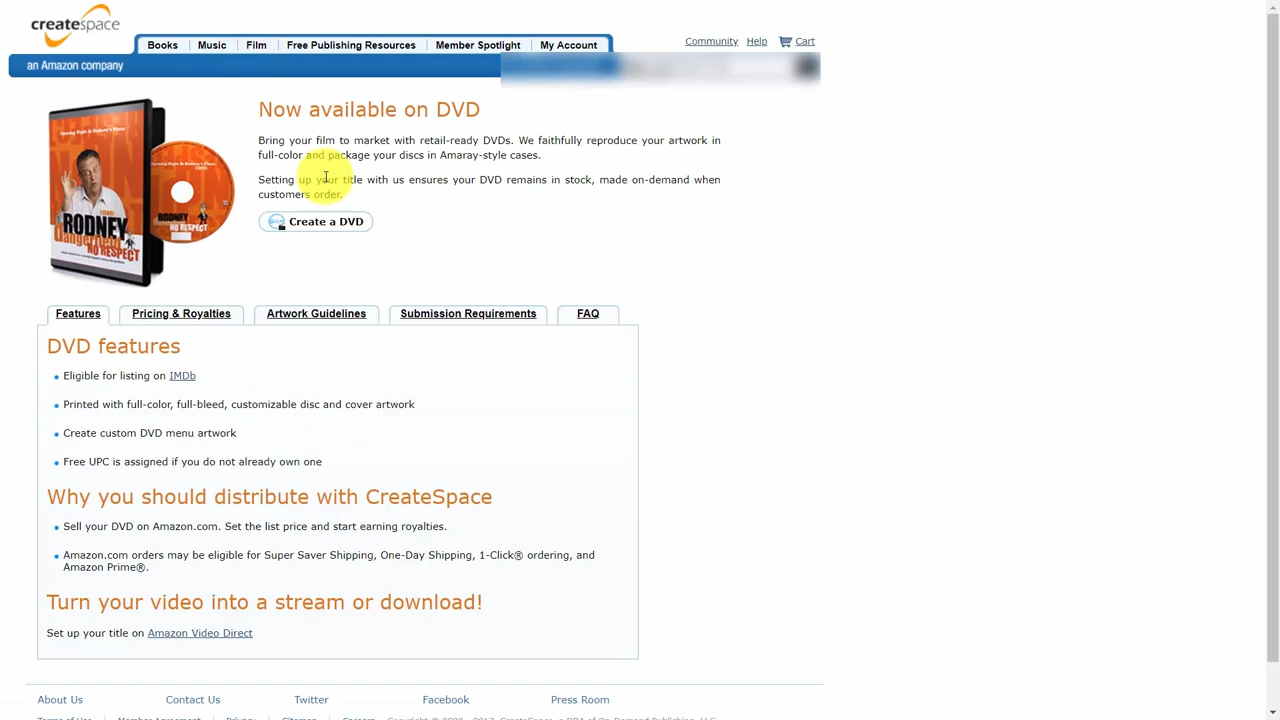 createspace
Books
Music
Film
Free Publishing Resources
Member Spotlight
My Account
Community
Help
Cart
an Amazon company
Now available on DVD
Bring your film to market with retail-ready DVDs. We faithfully reproduce your artwork in
full-color and package your discs in Amaray-style cases.
Setting up your title with us ensures your DVD remains in stock, made on-demand when
customers order.
Create a DVD
RODNEY
dangerfield
NO RESPECT
RODNEY
NO RESPECT
Features
Pricing & Royalties
Artwork Guidelines
Submission Requirements
FAQ
DVD features
Eligible for listing on IMDb
Printed with full-color, full-bleed, customizable disc and cover artwork
Create custom DVD menu artwork
Free UPC is assigned if you do not already own one
Why you should distribute with CreateSpace
Sell your DVD on Amazon.com. Set the list price and start earning royalties.
Amazon.com orders may be eligible for Super Saver Shipping, One-Day Shipping, 1-Click® ordering, and
Amazon Prime®.
Turn your video into a stream or download!
Set up your title on Amazon Video Direct
About Us
Contact Us
Twitter
Facebook
Press Room